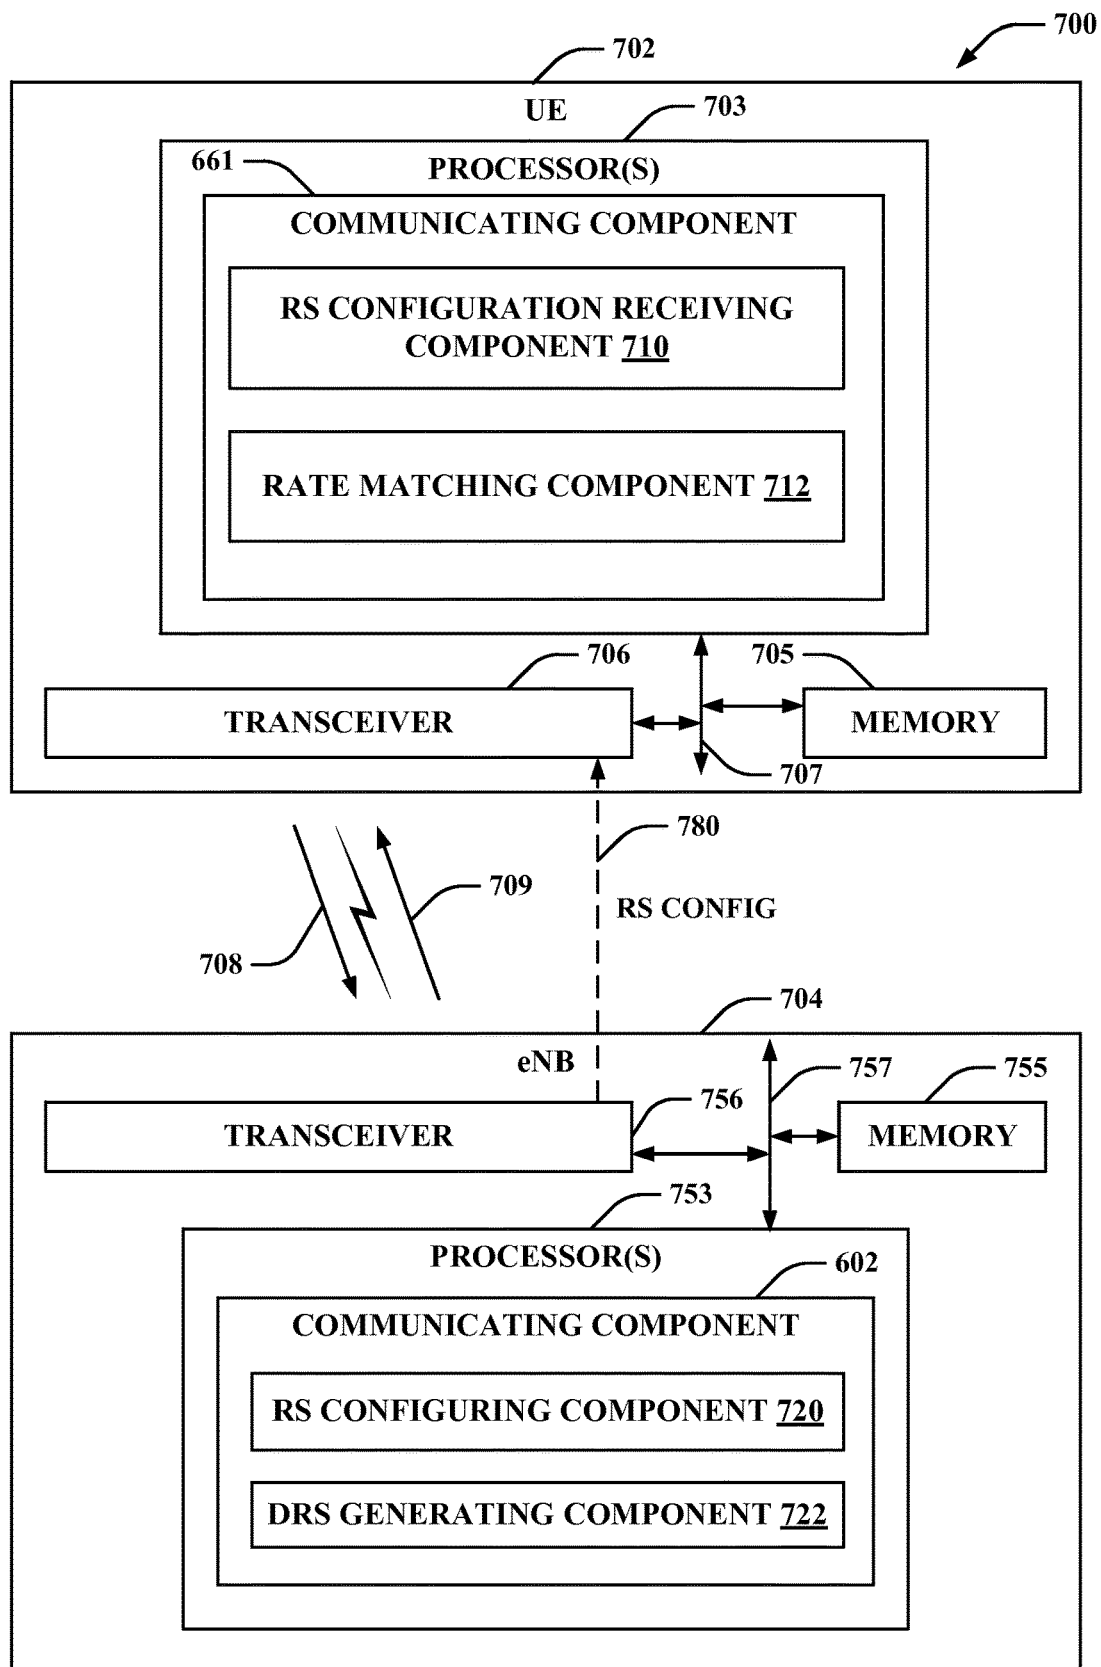 700
702
UE
703
661
PROCESSOR(S)
COMMUNICATING COMPONENT
RS CONFIGURATION RECEIVING
COMPONENT 710
RATE MATCHING COMPONENT 712
706
705
TRANSCEIVER
MEMORY
707
780
709
RS CONFIG
708
704
eNB
757
755
756
TRANSCEIVER
MEMORY
753
PROCESSOR(S)
602
COMMUNICATING COMPONENT
RS CONFIGURING COMPONENT 720
DRS GENERATING COMPONENT 722